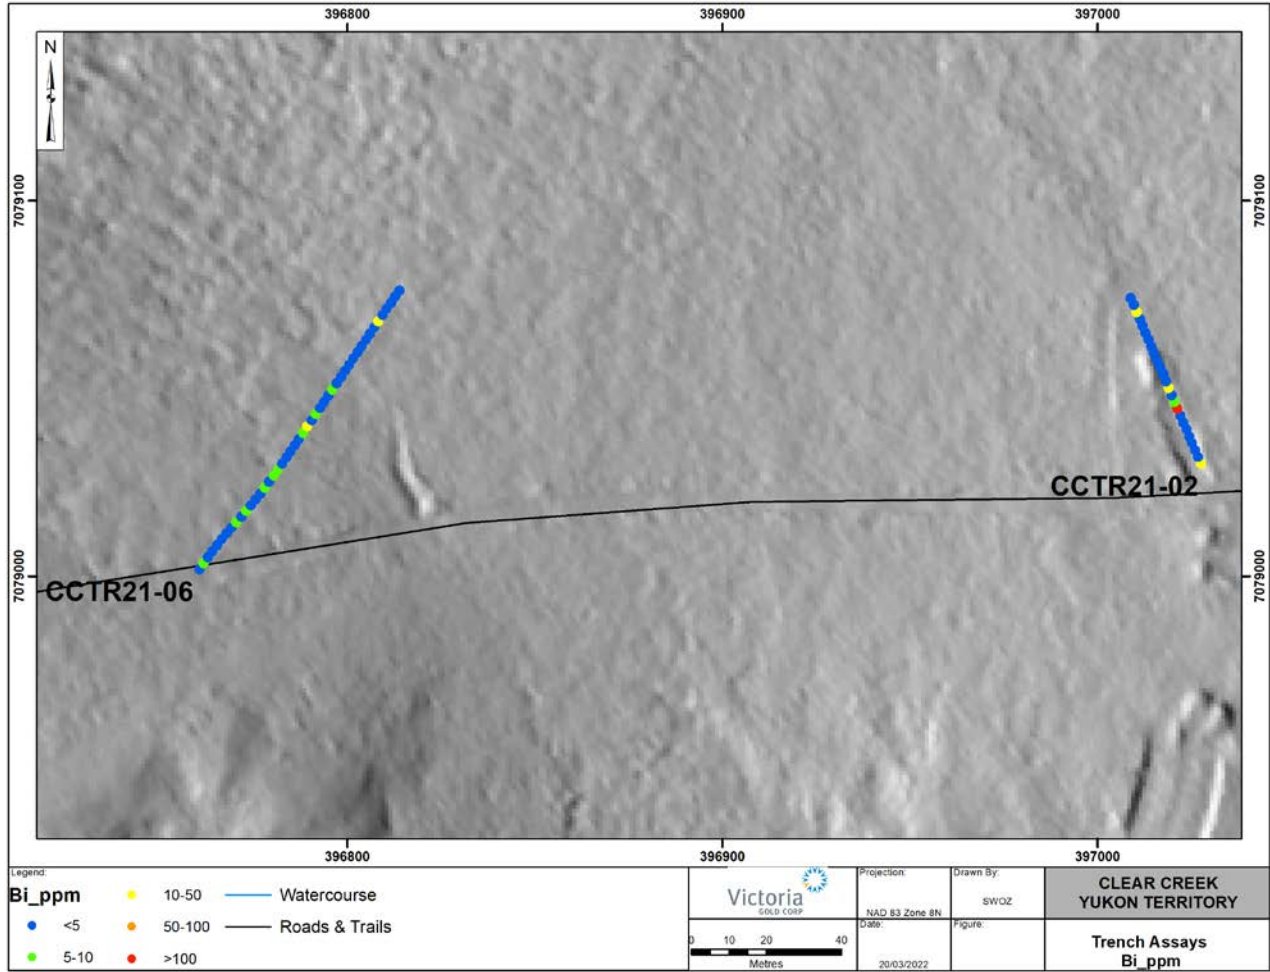 396800 396900 397000
N
7079100 7079100
CCTR21-02
7079000 7079000
CCTR21-06
396800 396900 397000
Legend:
Bi_ppm
<5
5-10
10-50
50-100
>100
Watercourse
Roads & Trails
Victoria
GOLD CORP
0 10 20 40
Metres
Projection:
NAD 83 Zone 8N
Date:
20/03/2022
Drawn By:
SWOZ
Figure:
CLEAR CREEK
YUKON TERRITORY
Trench Assays
Bi_ppm